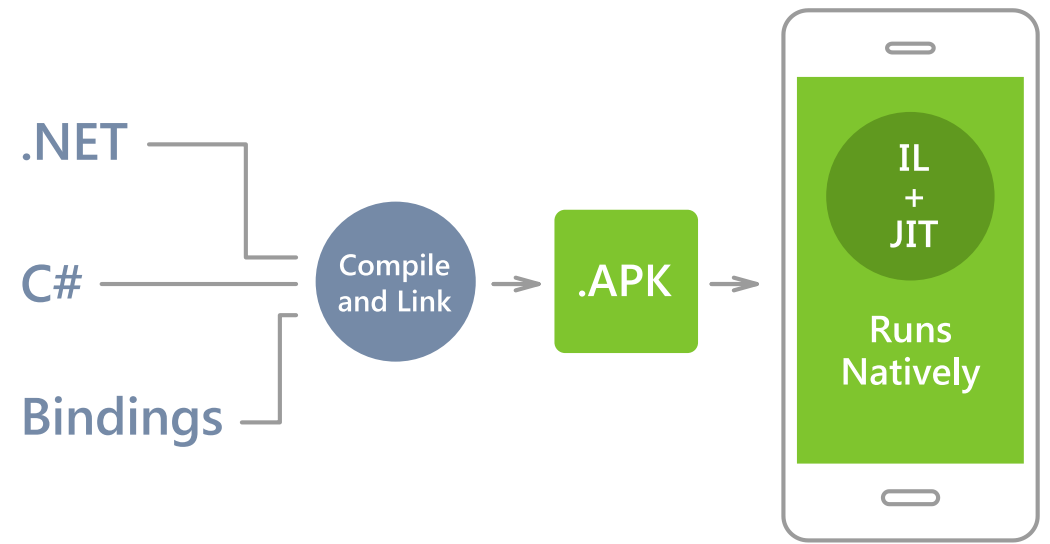 .NET
C#
Bindings
Compile
and Link
.APK
IL
+
JIT
Runs
Natively